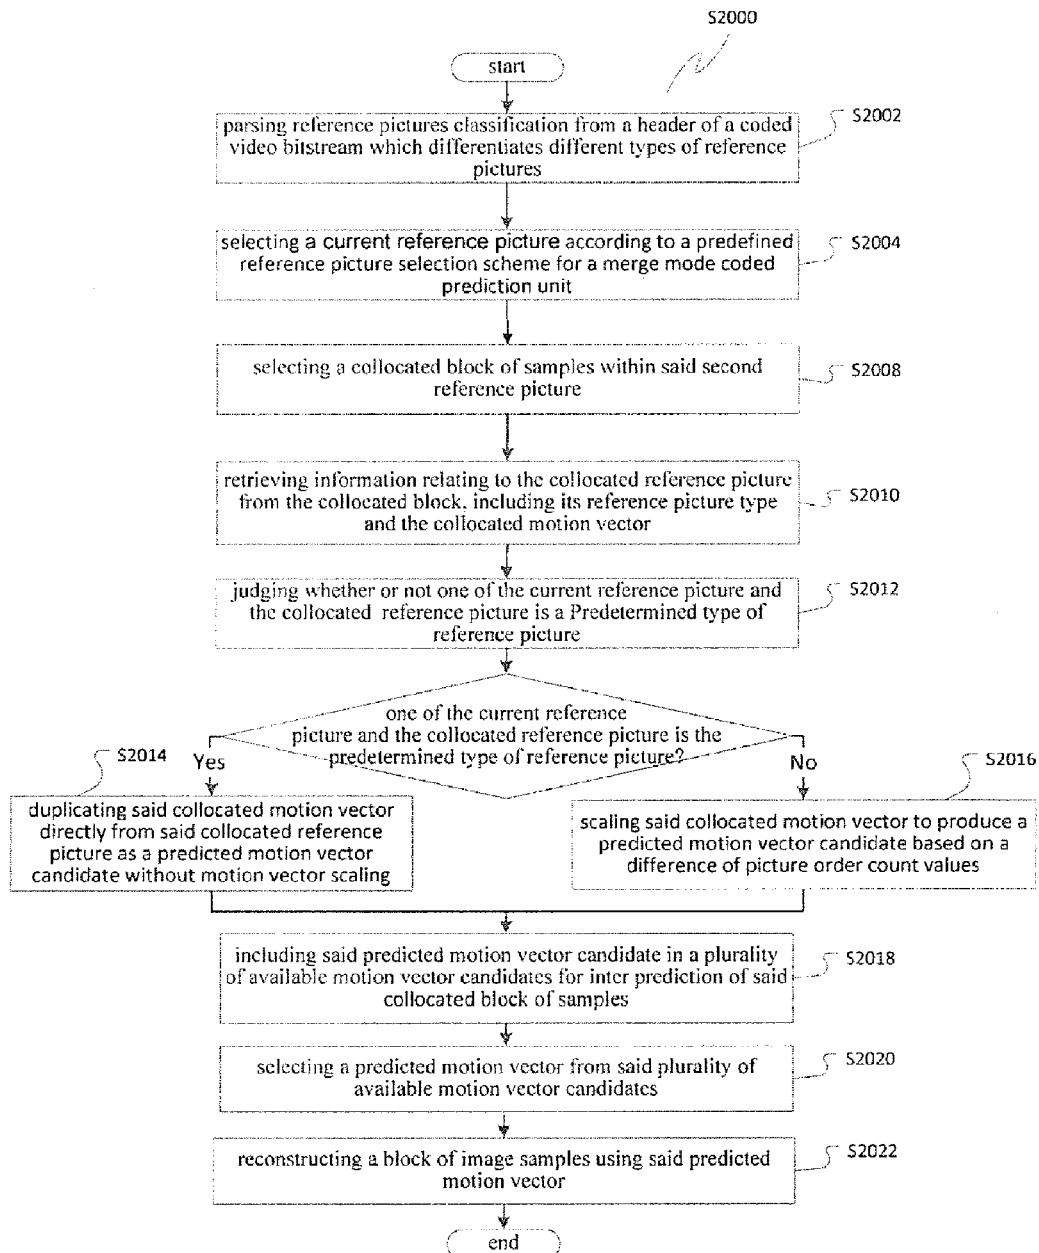 S2000
start
parsing reference pictures classification from a header of a coded
video bitstream which differentiates different types of reference
pictures
S2002
selecting a current reference picture according to a predefined
reference picture selection scheme for a merge mode coded
prediction unit
S2004
selecting a collocated block of samples within said second
reference picture
S2008
retrieving information relating to the collocated reference picture
from the collocated block, including its reference picture type
and the collocated motion vector
S2010
judging whether or not one of the current reference picture and
the collocated reference picture is a Predetermined type of
reference picture
S2012
one of the current reference
picture and the collocated reference picture is the
predetermined type of reference picture?
S2014
Yes
No
S2016
duplicating said collocated motion vector
directly from said collocated reference
picture as a predicted motion vector
candidate without motion vector scaling
scaling said collocated motion vector to produce a
predicted motion vector candidate based on a
difference of picture order count values
including said predicted motion vector candidate in a plurality
of available motion vector candidates for inter prediction of said
collocated block of samples
S2018
selecting a predicted motion vector from said plurality of
available motion vector candidates
S2020
reconstructing a block of image samples using said predicted
motion vector
S2022
end